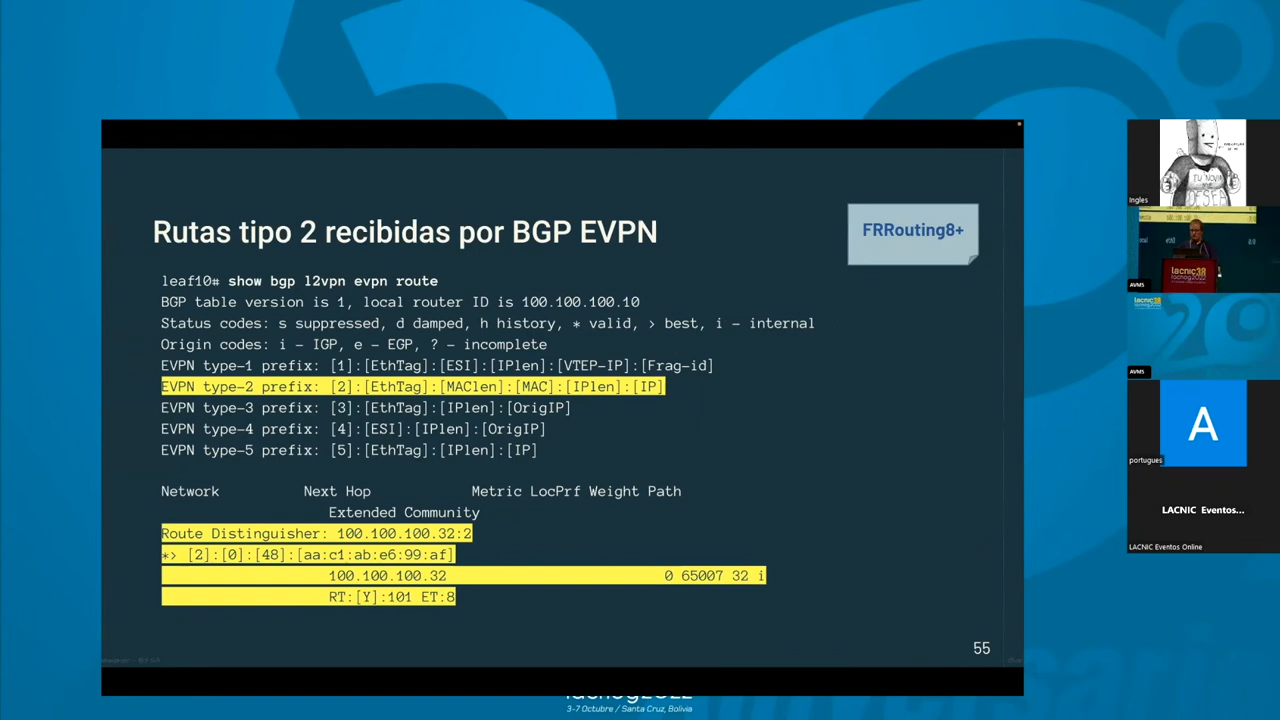 Rutas tipo 2 recibidas por BGP EVPN
FRRouting8+
leaf10# show bgp l2vpn evpn route
BGP table version is 1, local router ID is 100.100.100.10
Status codes: s suppressed, d damped, h history, * valid, > best, i - internal
Origin codes: i - IGP, e - EGP, ? - incomplete
EVPN type-1 prefix: [1]:[EthTag]:[ESI]:[IPlen]:[VTEP-IP]:[Frag-id]
EVPN type-2 prefix: [2]:[EthTag]:[MAClen]:[MAC]:[IPlen]:[IP]
EVPN type-3 prefix: [3]:[EthTag]:[IPlen]:[OrigIP]
EVPN type-4 prefix: [4]:[ESI]:[IPlen]:[OrigIP]
EVPN type-5 prefix: [5]:[EthTag]:[IPlen]:[IP]
Network Next Hop Metric LocPrf Weight Path
Extended Community
Route Distinguisher: 100.100.100.32:2
*> [2]:[0]:[48]:[aa:c1:ab:e6:99:af]
100.100.100.32 0 65007 32 i
RT:[Y]:101 ET:8
55
lacnog2022
3-7 Octubre / Santa Cruz, Bolivia
Ingles
lacnic38
lacnog2022
AVMS
lacnic38
AVMS
A
portugues
LACNIC Eventos...
LACNIC Eventos Online